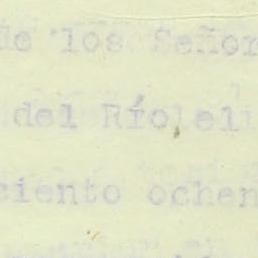 de los Señor
del Río el
ciento ochen